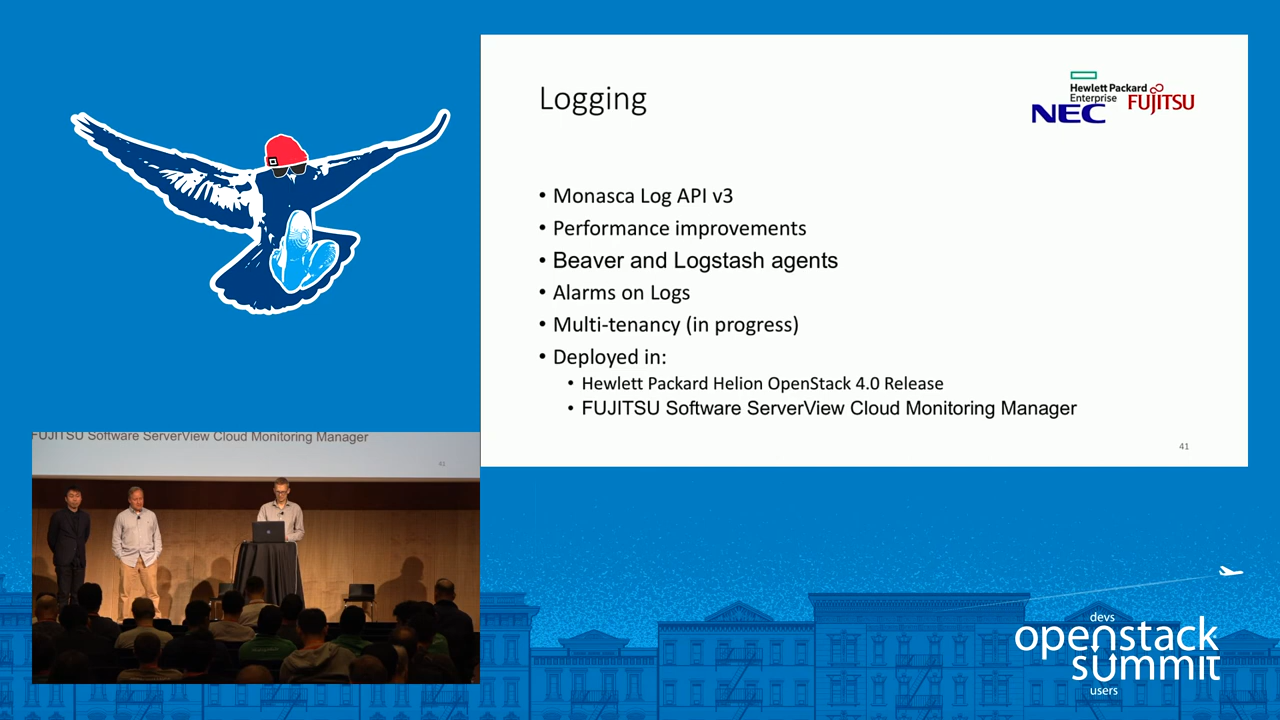 Logging
Hewlett Packard
Enterprise
NEC
FUJITSU
• Monasca Log API v3
• Performance improvements
• Beaver and Logstash agents
• Alarms on Logs
• Multi-tenancy (in progress)
• Deployed in:
• Hewlett Packard Helion OpenStack 4.0 Release
• FUJITSU Software ServerView Cloud Monitoring Manager
41
FUJITSU Software ServerView Cloud Monitoring Manager
devs
openstack
summit
users